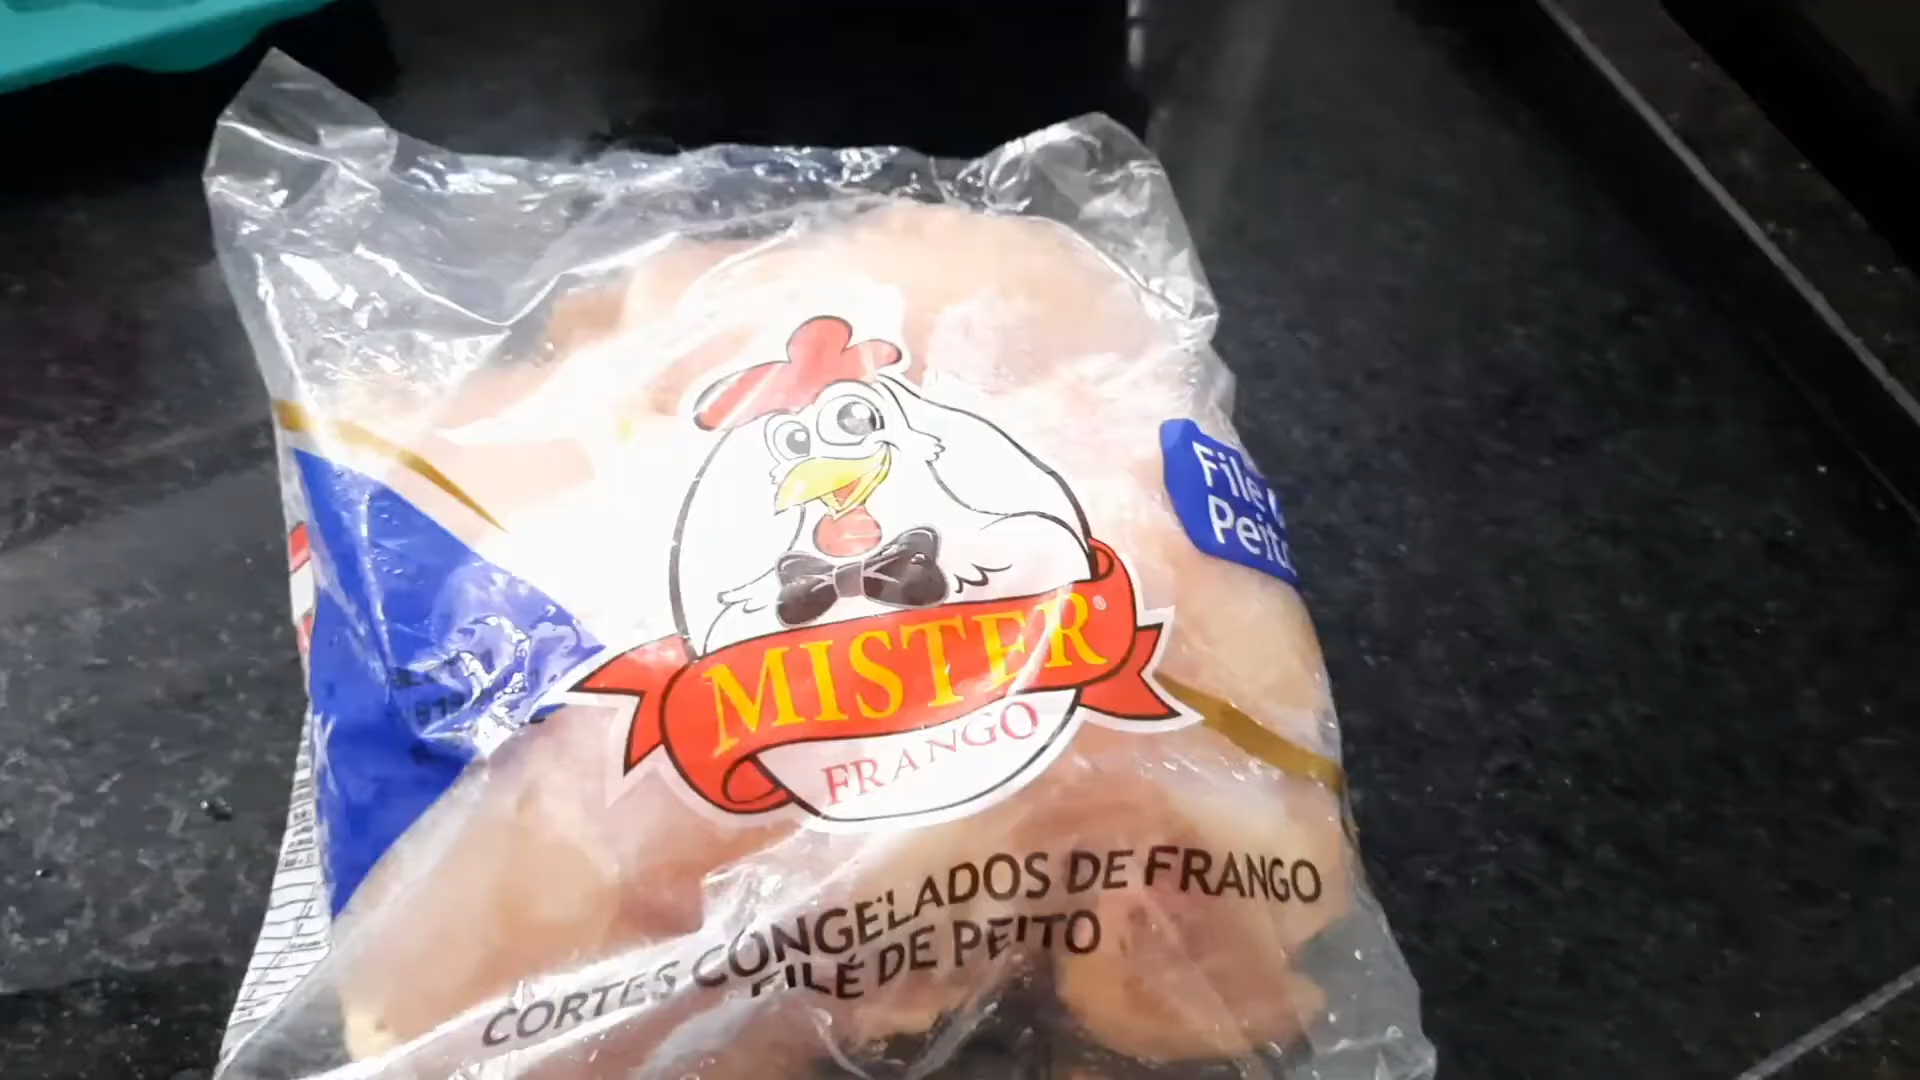 Filé
Peito
MISTER®
FRANGO
CORTES CONGELADOS DE FRANGO
FILÉ DE PEITO